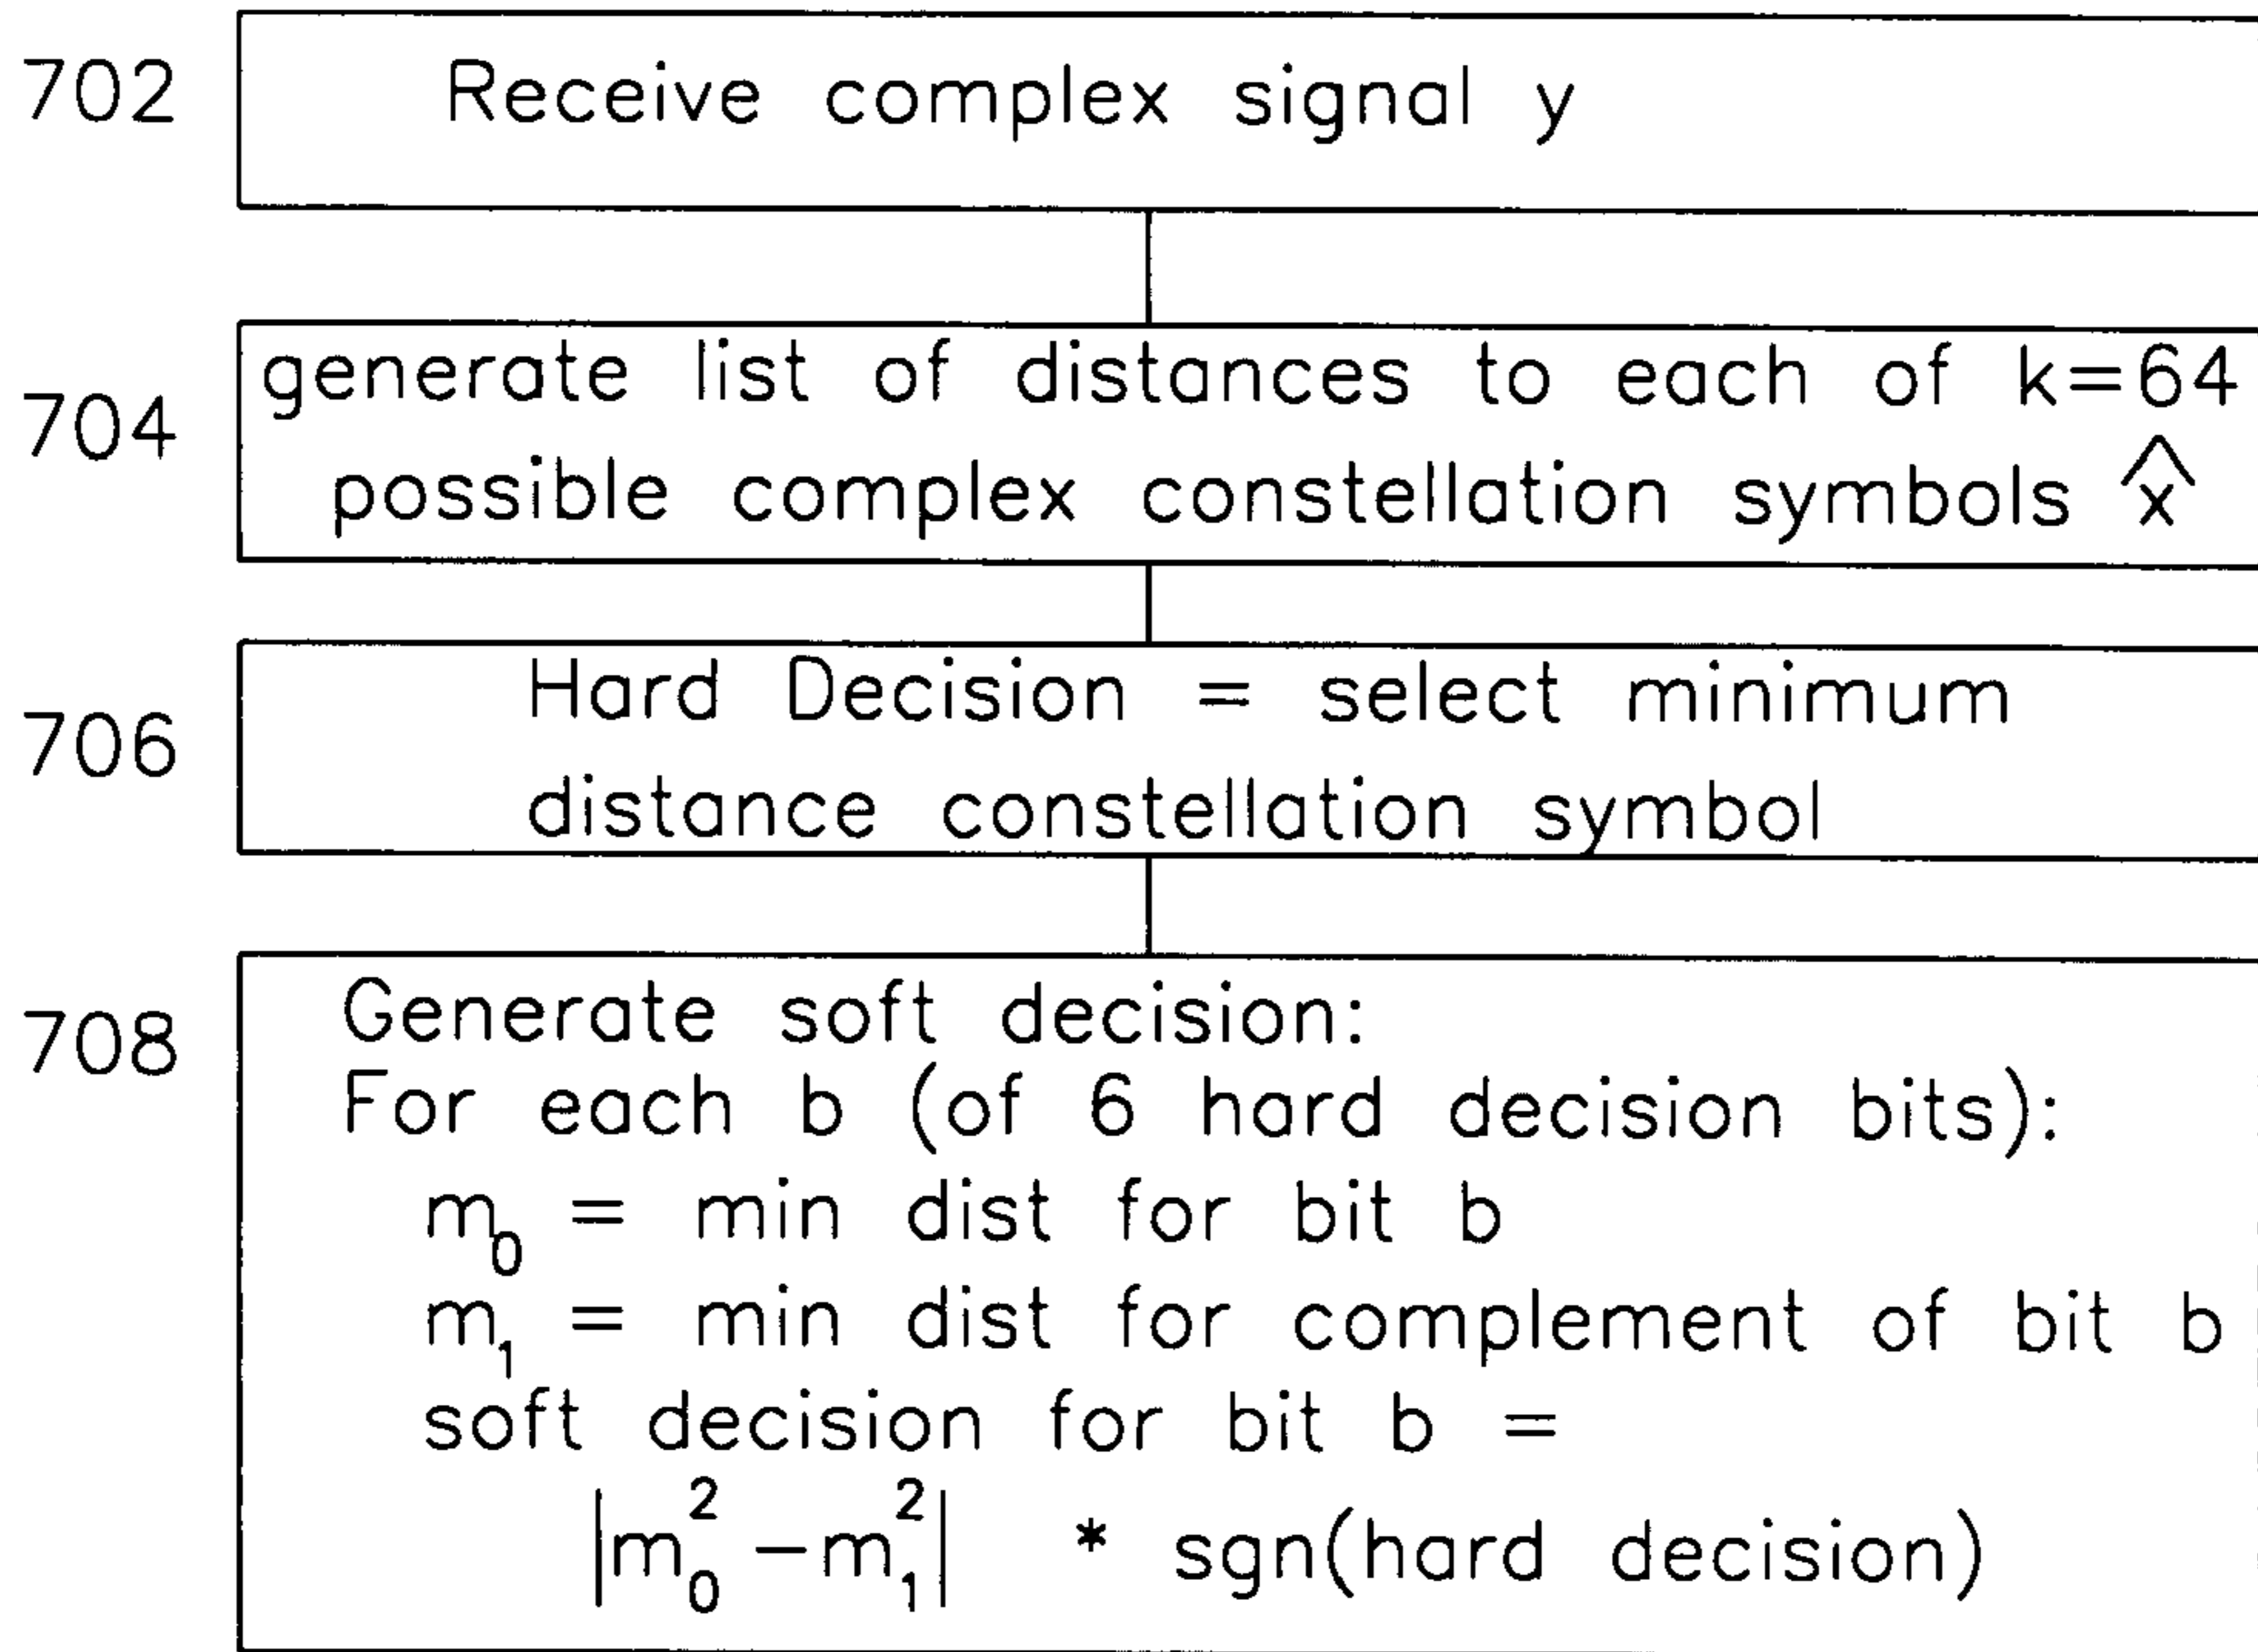 702 Receive complex signal y
generate list of distances to each of k=64
704 possible complex constellation symbols x̂
Hard Decision = select minimum
706 distance constellation symbol
708 Generate soft decision:
For each b (of 6 hard decision bits):
m₀ = min dist for bit b
m₁ = min dist for complement of bit b
soft decision for bit b =
|m₀² −m₁²| * sgn(hard decision)